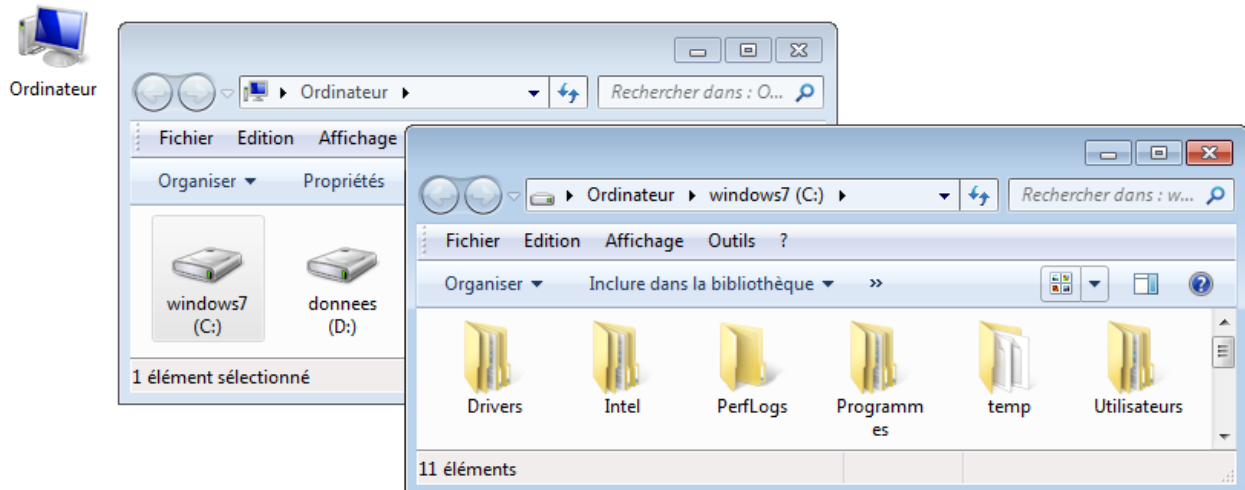 Ordinateur
Ordinateur
Rechercher dans : O...
Fichier Edition Affichage
Organiser Propriétés
windows7
(C:)
donnees
(D:)
1 élément sélectionné
Ordinateur windows7 (C:)
Rechercher dans : w...
Fichier Edition Affichage Outils ?
Organiser Inclure dans la bibliothèque »
Drivers
Intel
PerfLogs
Programm
es
temp
Utilisateurs
11 éléments